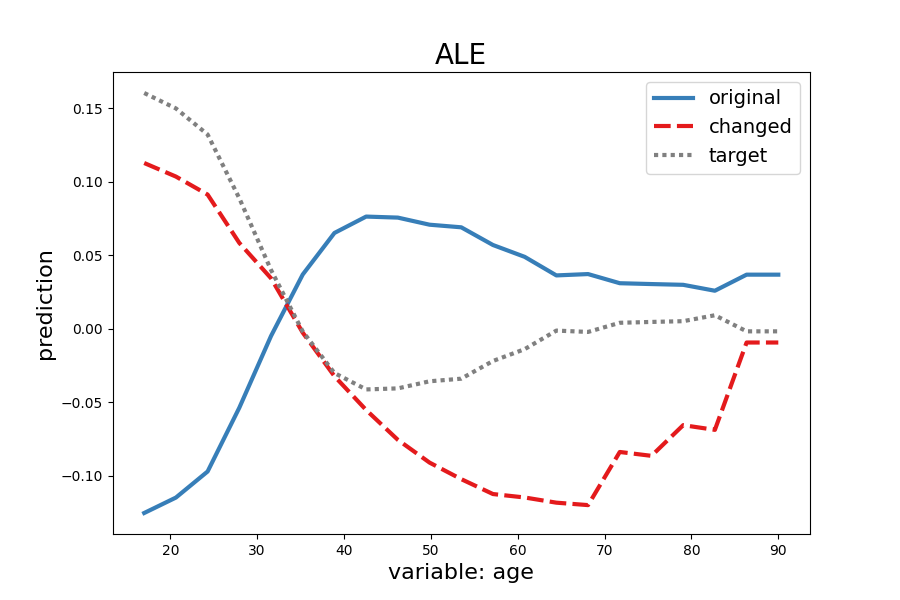 ALE
original
changed
target
0.15
0.10
0.05
0.00
−0.05
−0.10
prediction
20 30 40 50 60 70 80 90
variable: age